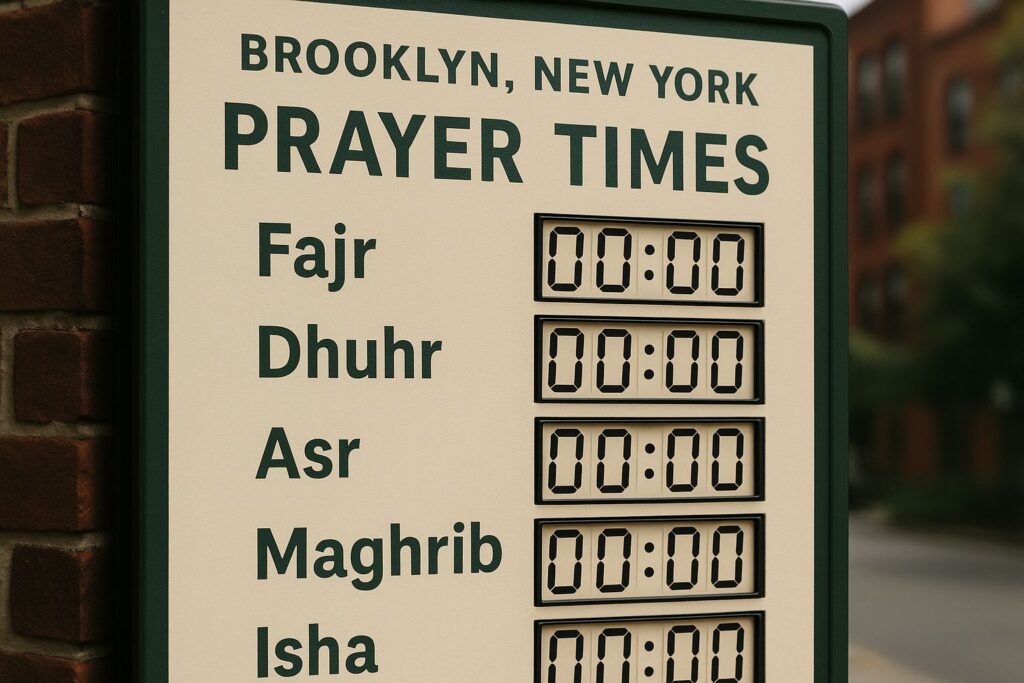 BROOKLYN, NEW YORK
PRAYER TIMES
Fajr 00:00
Dhuhr 00:00
Asr 00:00
Maghrib 00:00
Isha 00:00